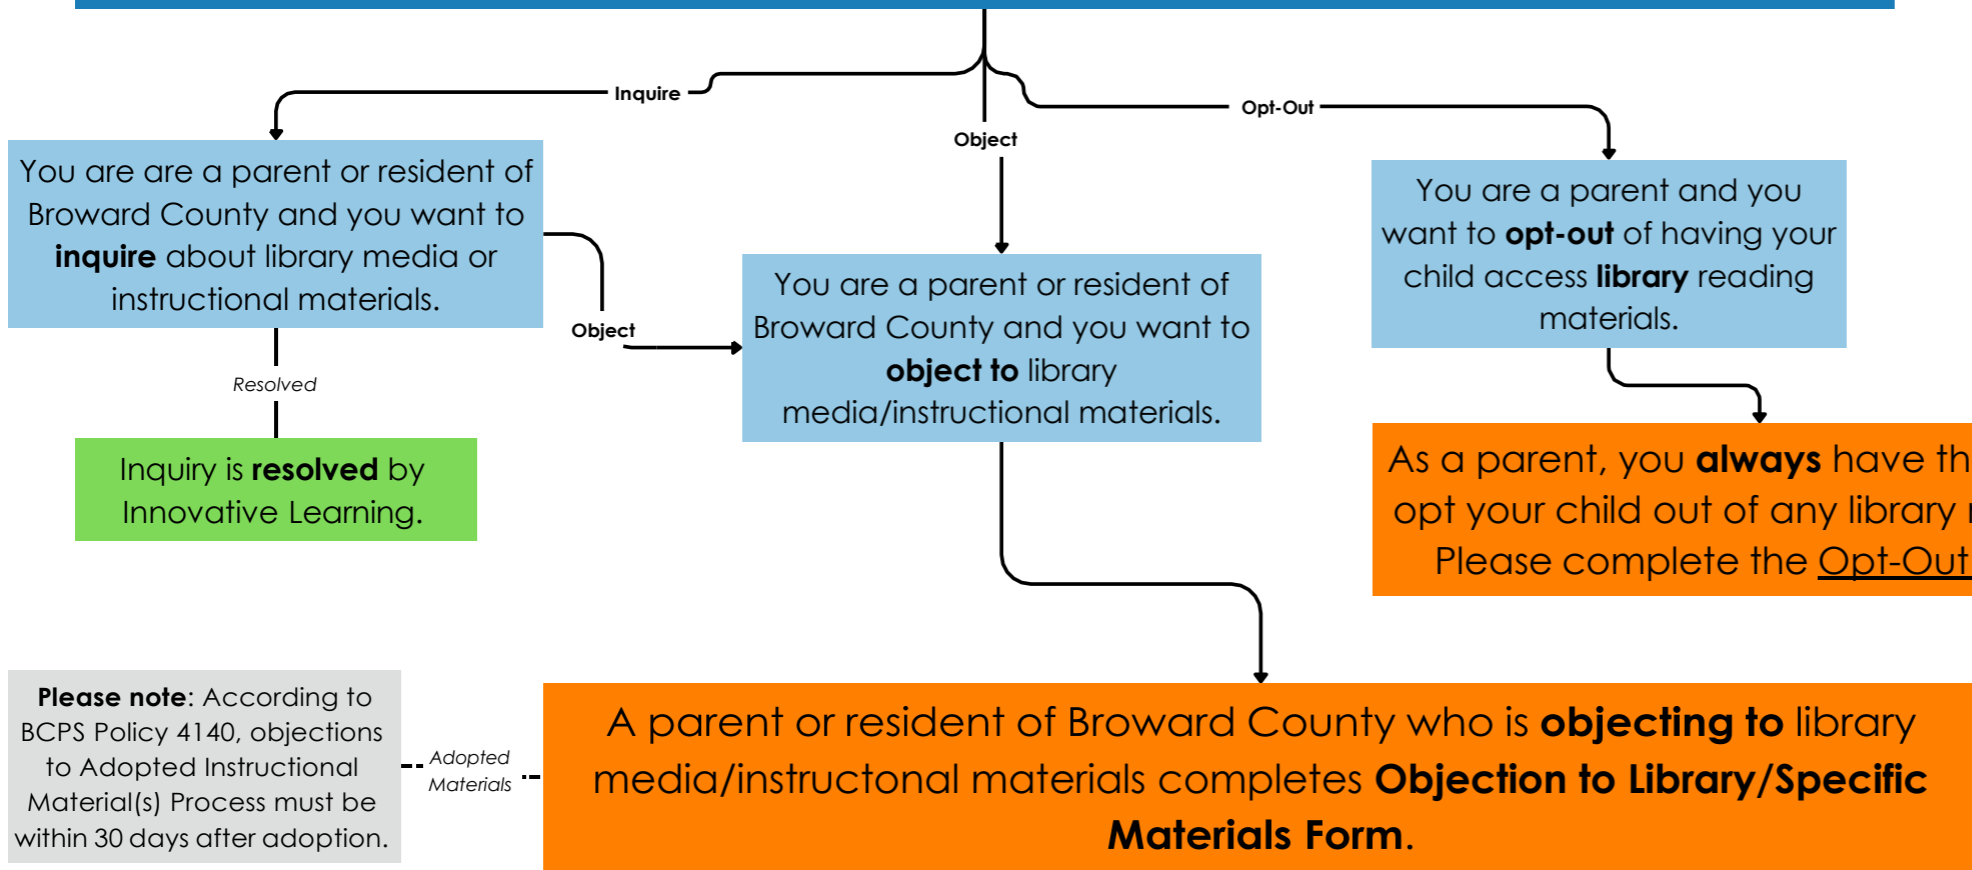 Inquire
Object
Opt-Out
You are are a parent or resident of
Broward County and you want to
inquire about library media or
instructional materials.
Object
You are a parent or resident of
Broward County and you want to
object to library
media/instructional materials.
You are a parent and you
want to opt-out of having your
child access library reading
materials.
Resolved
Inquiry is resolved by
Innovative Learning.
As a parent, you always have
opt your child out of any library
Please complete the Opt-Out
Please note: According to
BCPS Policy 4140, objections
to Adopted Instructional
Material(s) Process must be
within 30 days after adoption.
Adopted
Materials
A parent or resident of Broward County who is objecting to library
media/instructonal materials completes Objection to Library/Specific
Materials Form.